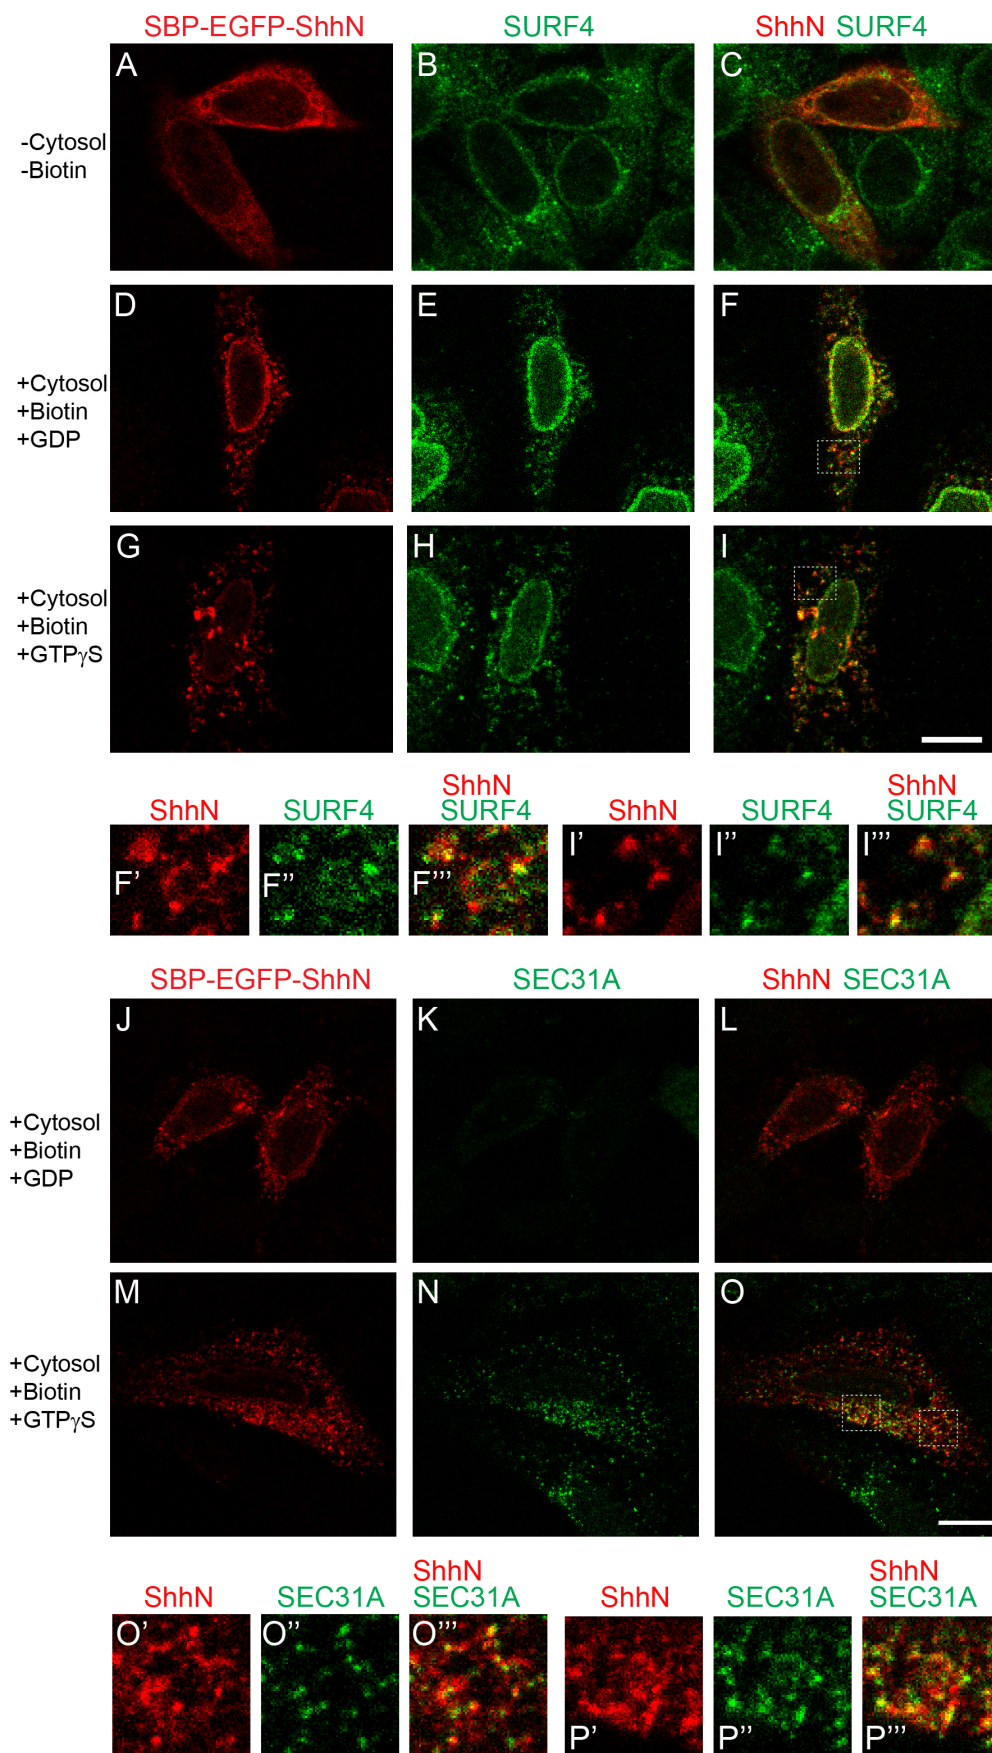 SBP-EGFP-ShhN SURF4 ShhN SURF4
A B C
-Cytosol
-Biotin
D E F
+Cytosol
+Biotin
+GDP
G H I
+Cytosol
+Biotin
+GTPγS
ShhN SURF4 ShhN
SURF4 ShhN SURF4 ShhN
SURF4
F' F'' F''' I' I'' I'''
SBP-EGFP-ShhN SEC31A ShhN SEC31A
J K L
+Cytosol
+Biotin
+GDP
M N O
+Cytosol
+Biotin
+GTPγS
ShhN SEC31A ShhN
SEC31A ShhN SEC31A ShhN
SEC31A
O' O'' O''' P' P'' P'''